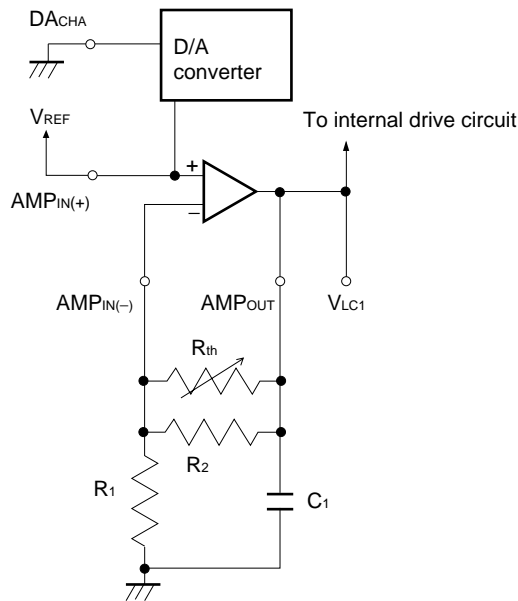 DACHA
D/A
converter
VREF
To internal drive circuit
+
AMPIN(+)
−
AMPIN(−)
AMPOUT
VLC1
Rth
R2
R1
C1